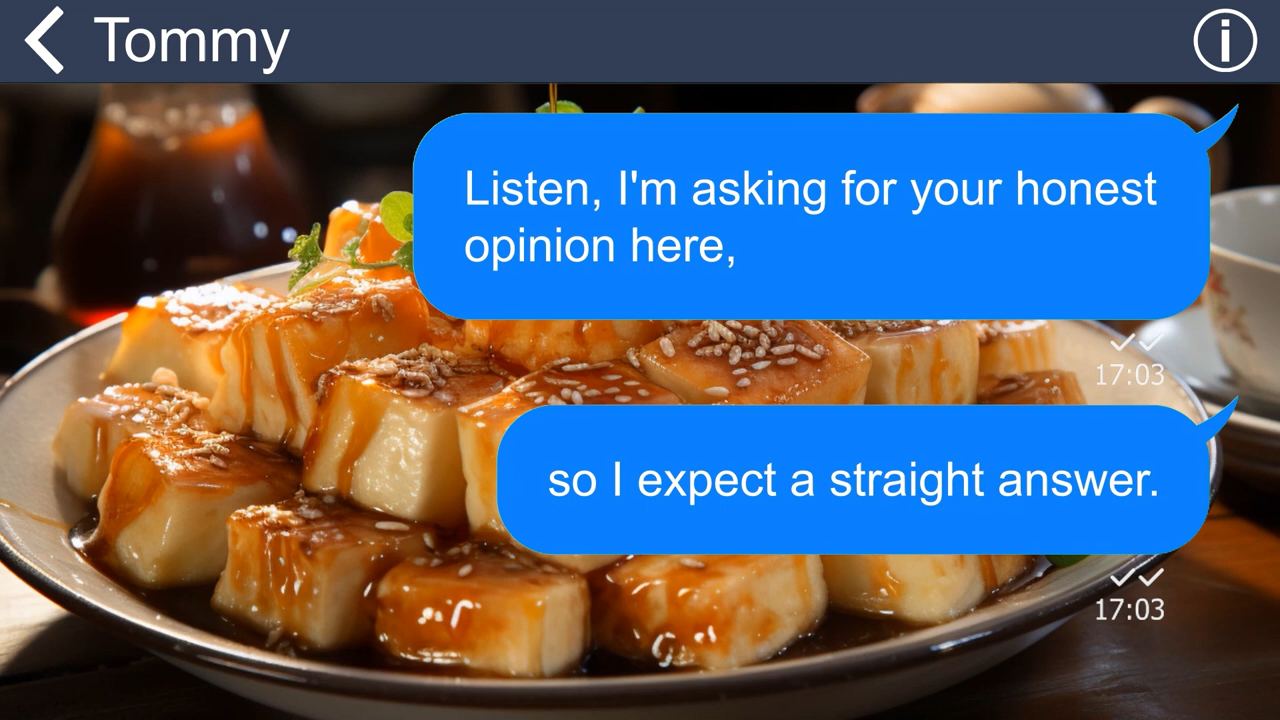 Tommy
Listen, I'm asking for your honest
opinion here,
17:03
so I expect a straight answer.
17:03